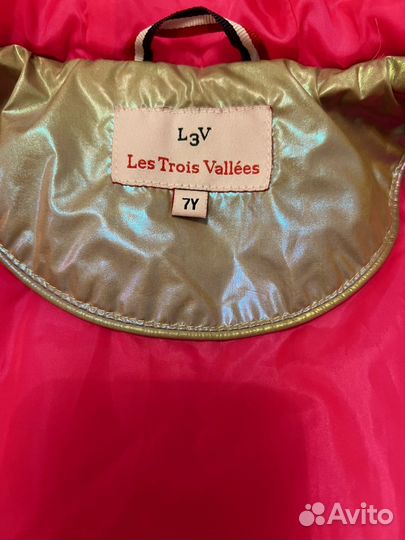 L3V
Les Trois Vallées
7Y
Avito